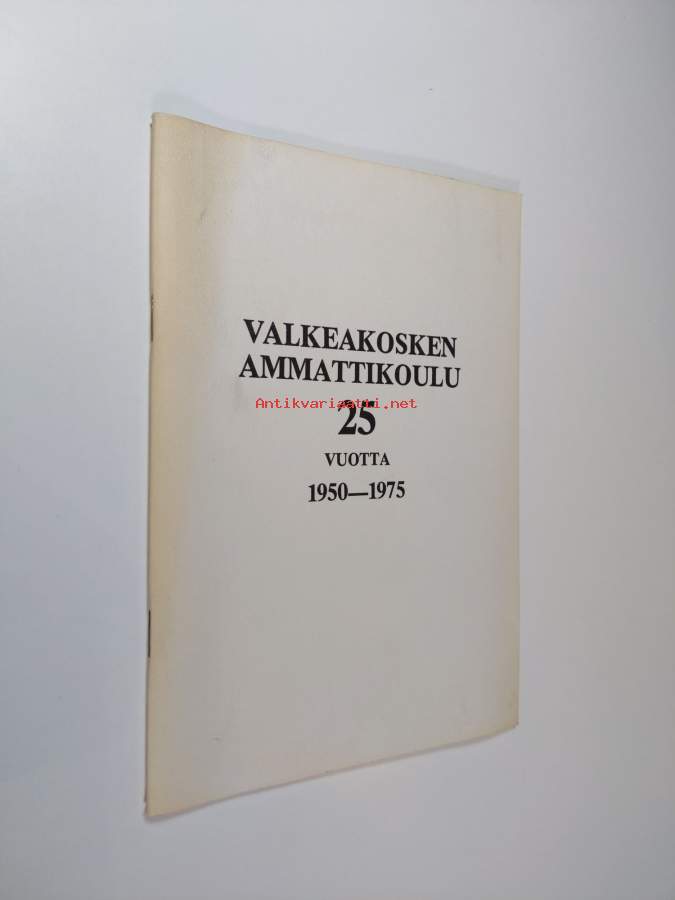 VALKEAKOSKEN
AMMATTIKOULU
Antikvariaatti.net
25
VUOTTA
1950—1975